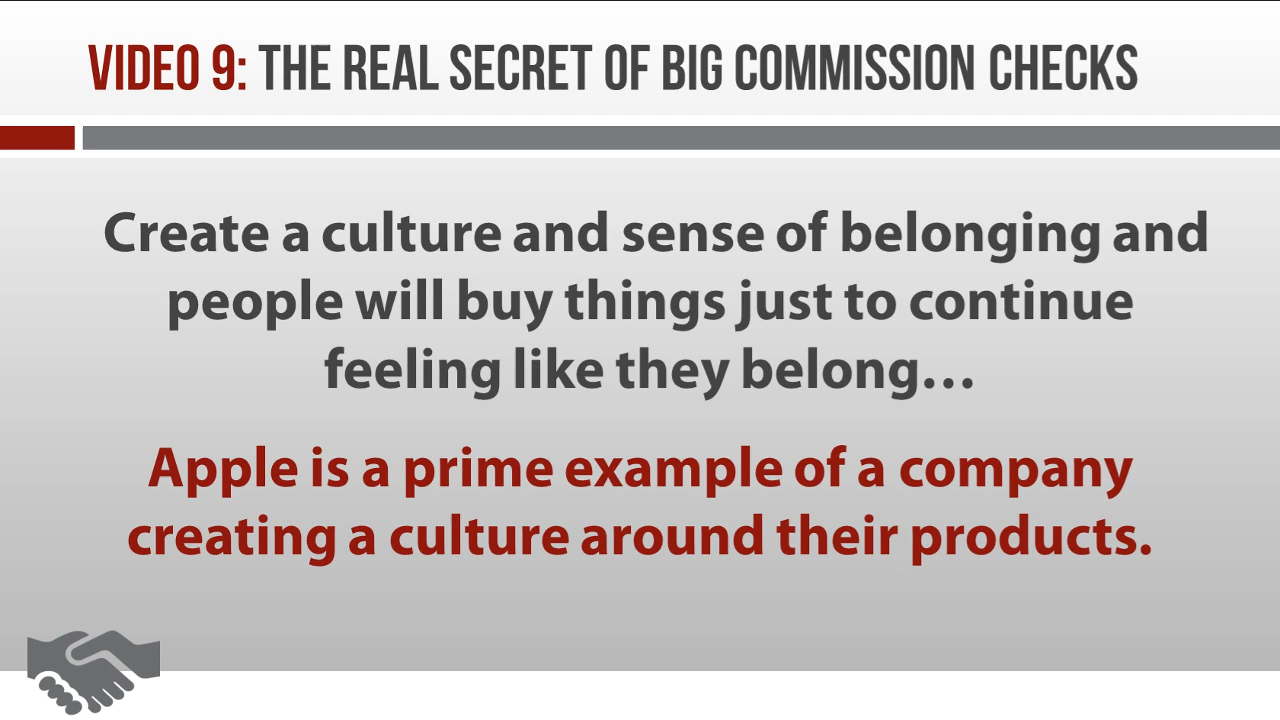 VIDEO 9: THE REAL SECRET OF BIG COMMISSION CHECKS
Create a culture and sense of belonging and
people will buy things just to continue
feeling like they belong…
Apple is a prime example of a company
creating a culture around their products.